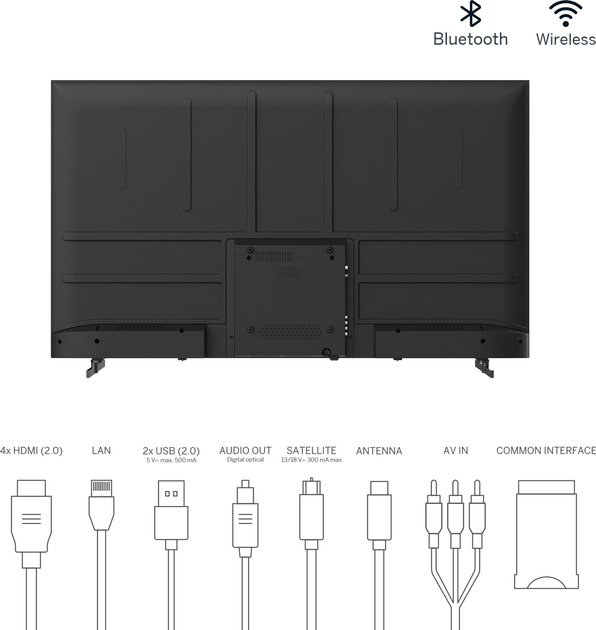 Bluetooth
Wireless
4x HDMI (2.0)
LAN
2x USB (2.0)
5 V⎓ max. 500 mA
AUDIO OUT
Digital optical
SATELLITE
13/18 V⎓ 300 mA max
ANTENNA
AV IN
COMMON INTERFACE